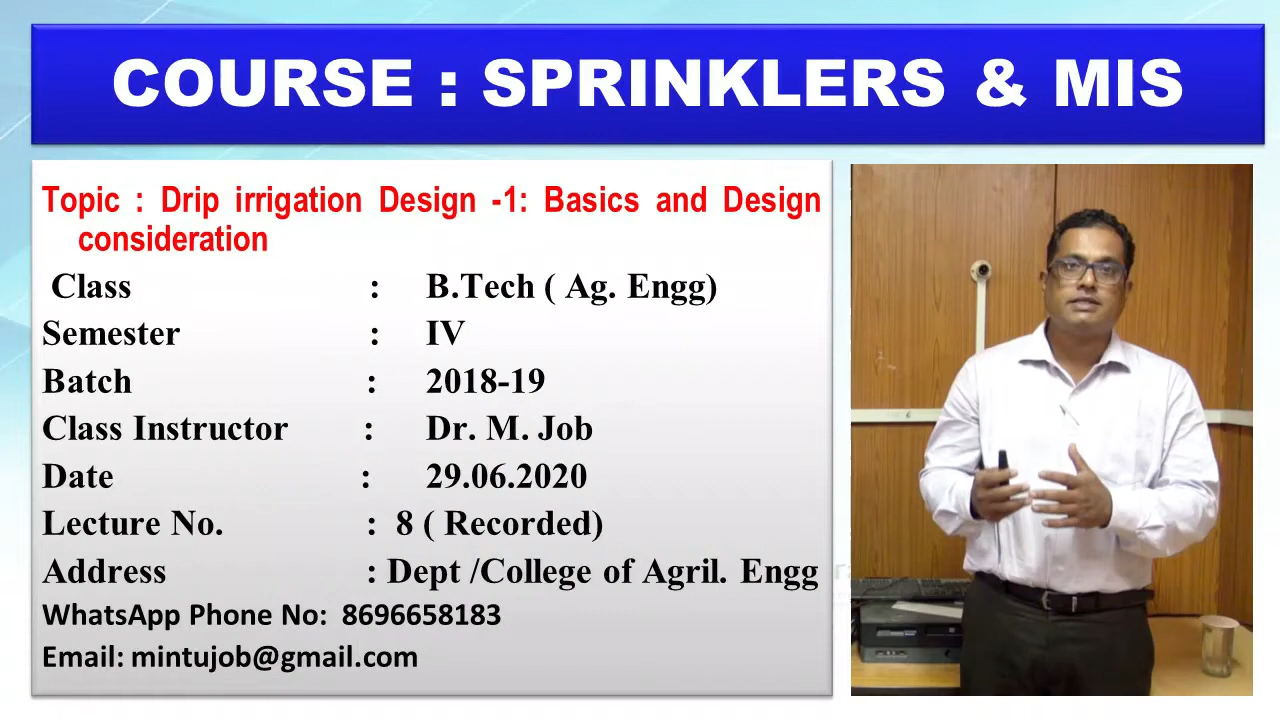 COURSE : SPRINKLERS & MIS
Topic : Drip irrigation Design -1: Basics and Design
consideration
Class : B.Tech ( Ag. Engg)
Semester : IV
Batch : 2018-19
Class Instructor : Dr. M. Job
Date : 29.06.2020
Lecture No. : 8 ( Recorded)
Address : Dept /College of Agril. Engg
WhatsApp Phone No: 8696658183
Email: mintujob@gmail.com